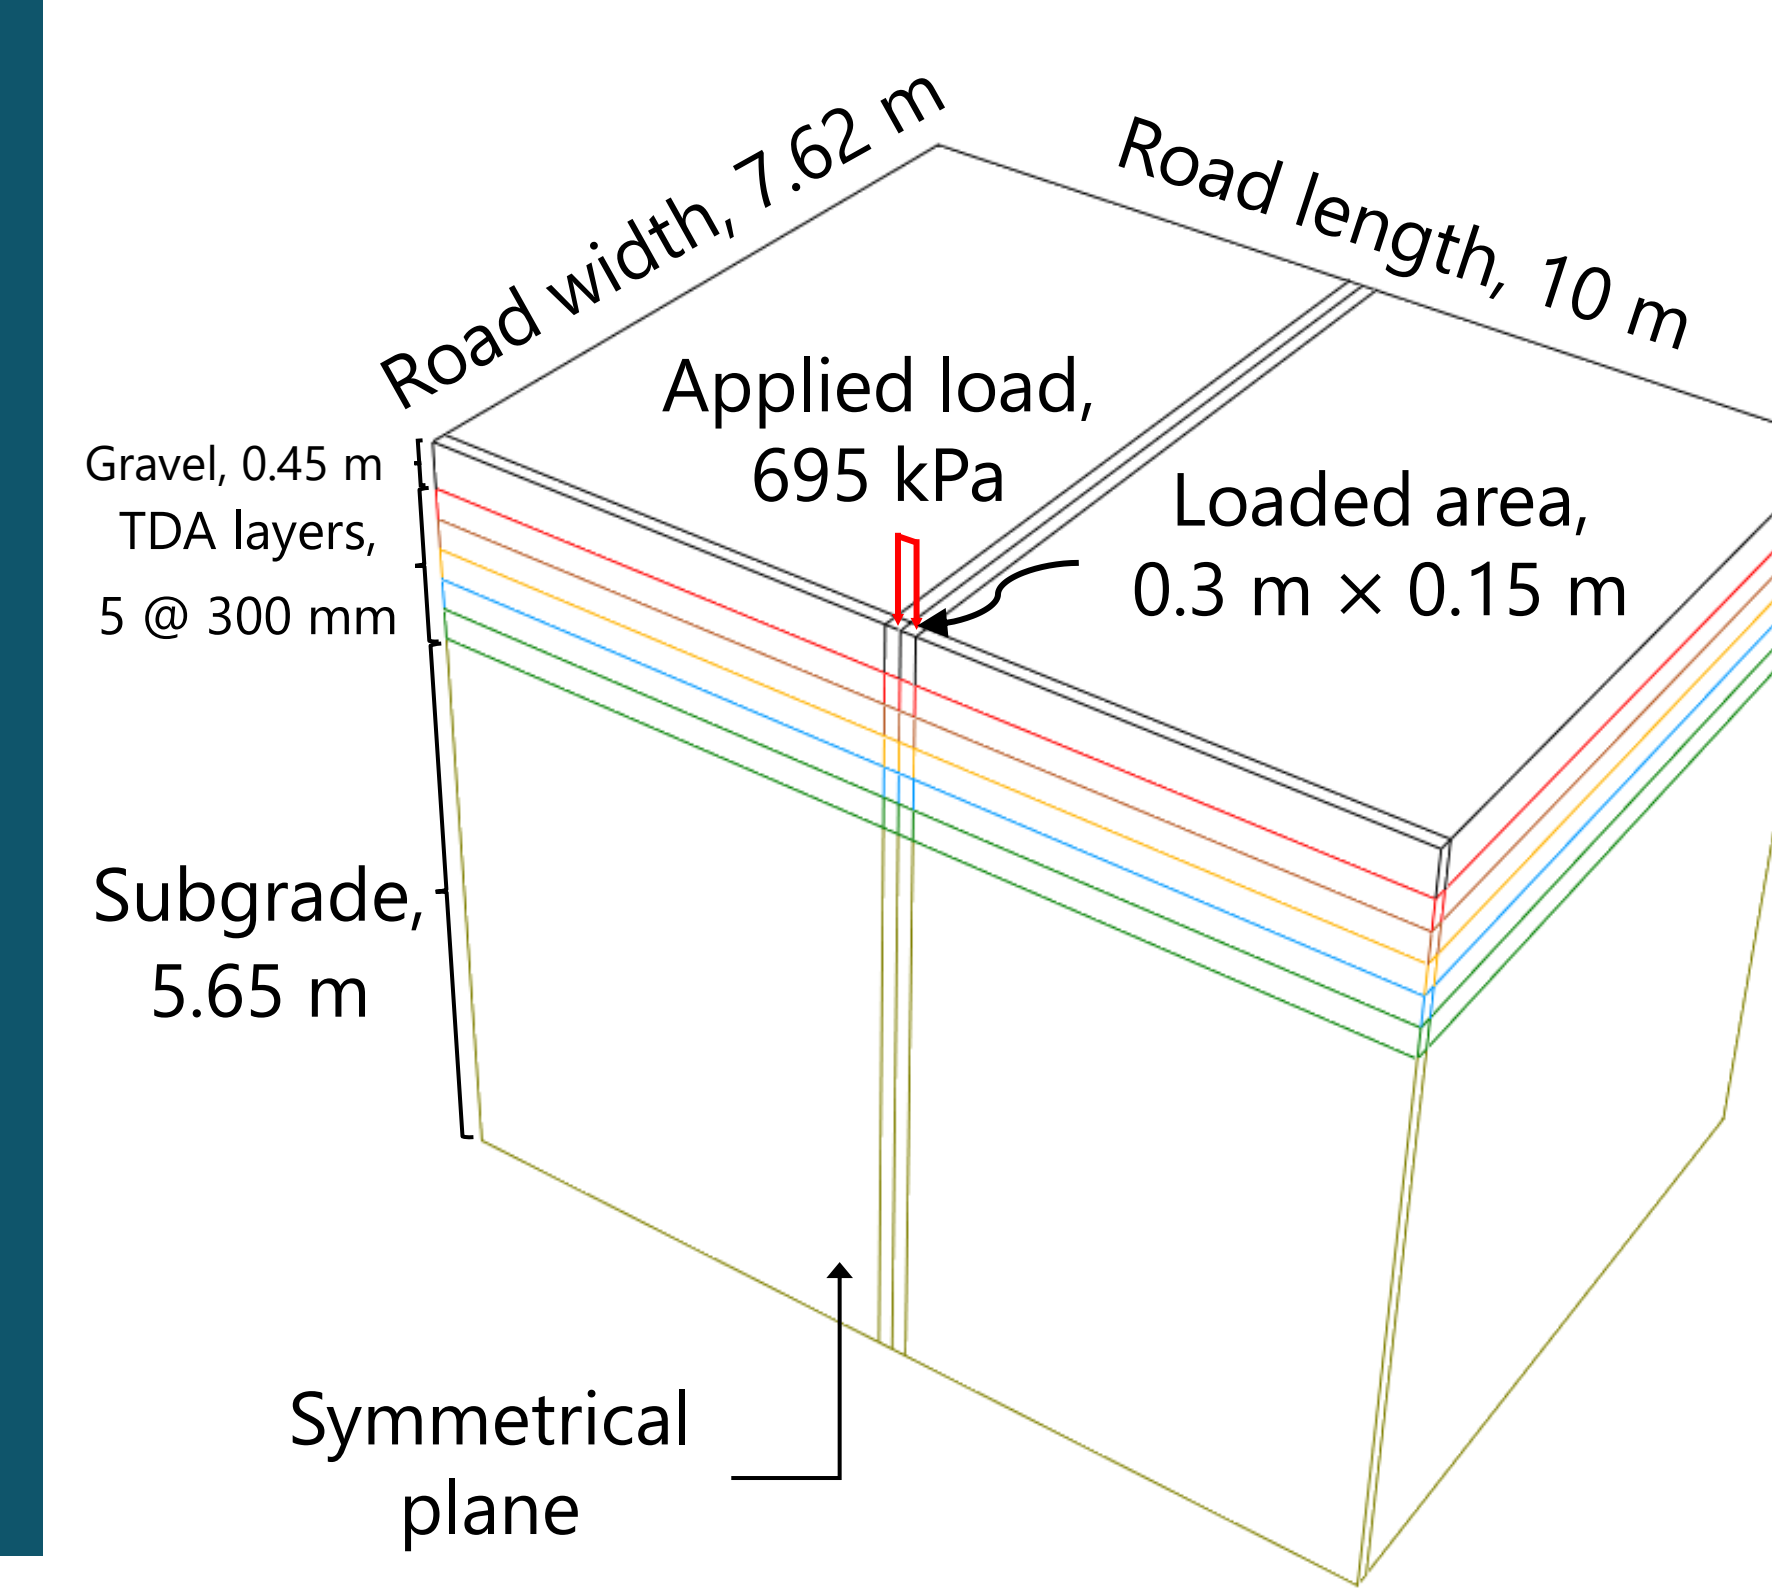 Road width, 7.62 m
Road length, 10 m
Applied load,
695 kPa
Gravel, 0.45 m
TDA layers,
5 @ 300 mm
Loaded area,
0.3 m × 0.15 m
Subgrade,
5.65 m
Symmetrical
plane